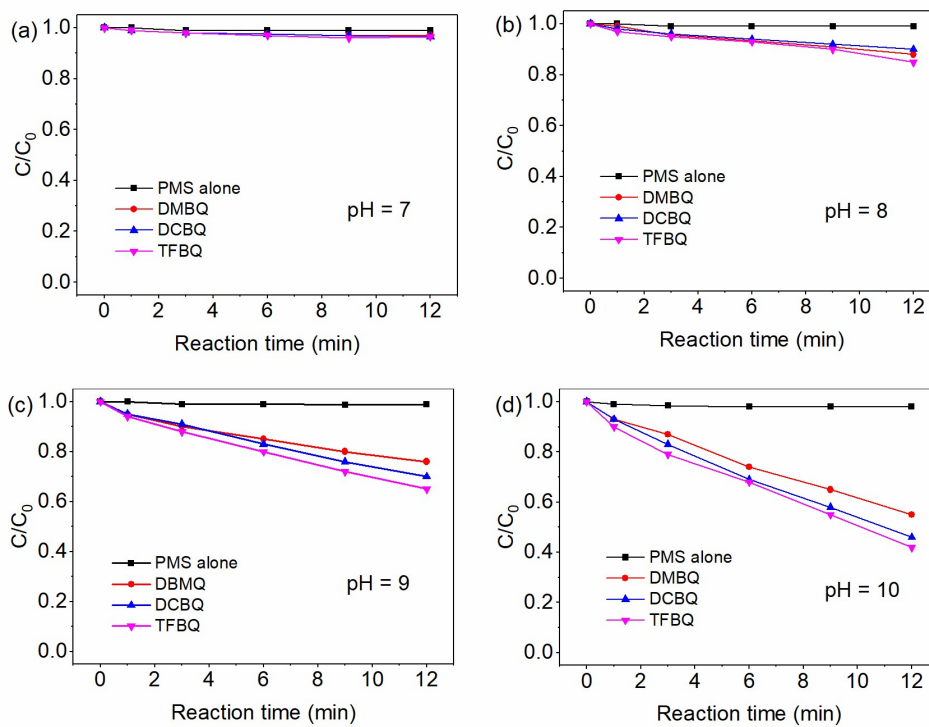 (a)
1.0
0.8
0.6
0.4
0.2
0.0
C/C0
PMS alone
DMBQ
DCBQ
TFBQ
pH = 7
0 2 4 6 8 10 12
Reaction time (min)
(b)
1.0
0.8
0.6
0.4
0.2
0.0
C/C0
PMS alone
DMBQ
DCBQ
TFBQ
pH = 8
0 2 4 6 8 10 12
Reaction time (min)
(c)
1.0
0.8
0.6
0.4
0.2
0.0
C/C0
PMS alone
DBMQ
DCBQ
TFBQ
pH = 9
0 2 4 6 8 10 12
Reaction time (min)
(d)
1.0
0.8
0.6
0.4
0.2
0.0
C/C0
PMS alone
DMBQ
DCBQ
TFBQ
pH = 10
0 2 4 6 8 10 12
Reaction time (min)